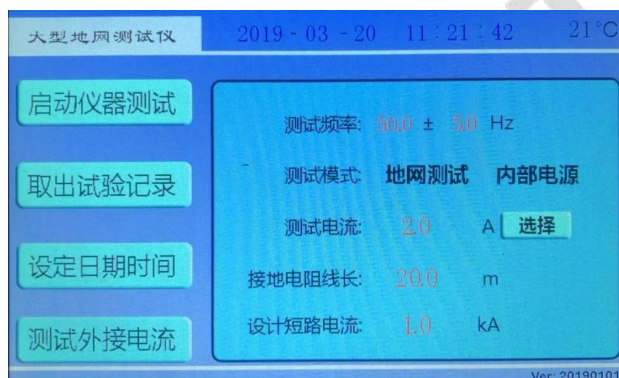 大型地网测试仪 2019-03-20 11:21:42 21°C
启动仪器测试
取出试验记录
设定日期时间
测试外接电流
测试频率: 50.0 ± 5.0 Hz
测试模式: 地网测试 内部电源
测试电流: 2.0 A 选择
接地电阻线长: 20.0 m
设计短路电流: 1.0 kA
Ver: 20190101